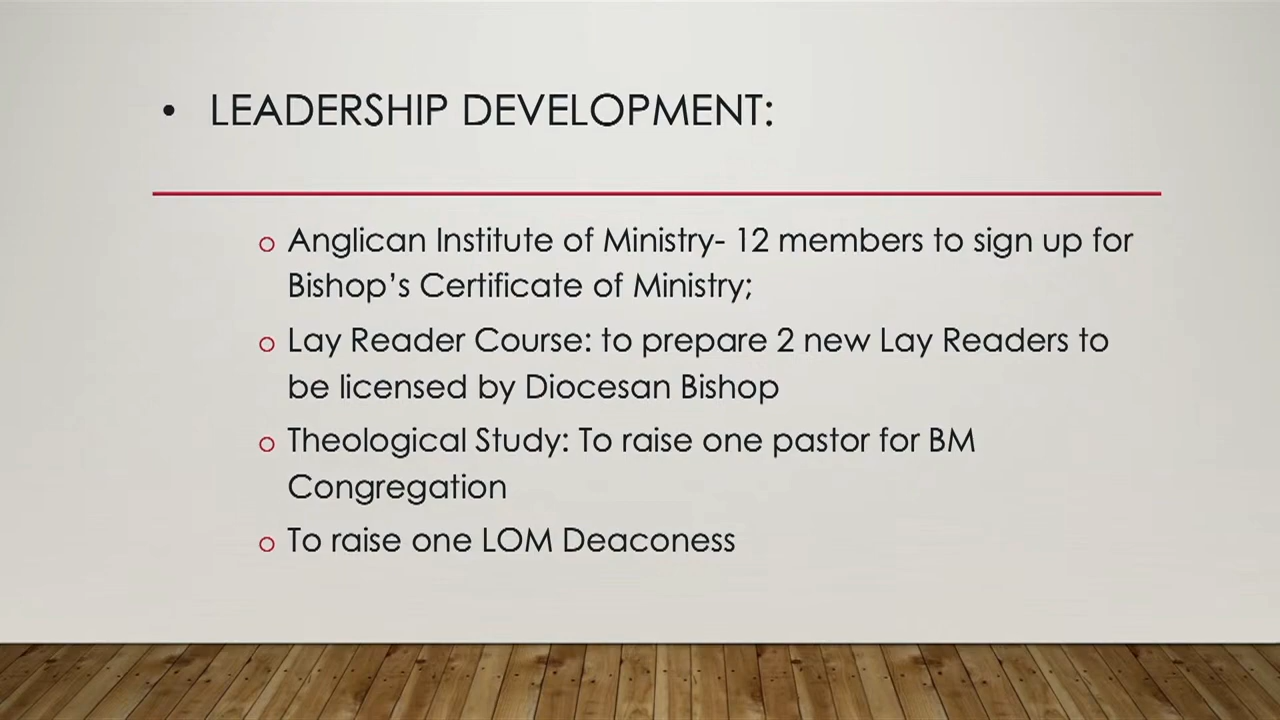 • LEADERSHIP DEVELOPMENT:
o Anglican Institute of Ministry- 12 members to sign up for
Bishop’s Certificate of Ministry;
o Lay Reader Course: to prepare 2 new Lay Readers to
be licensed by Diocesan Bishop
o Theological Study: To raise one pastor for BM
Congregation
o To raise one LOM Deaconess